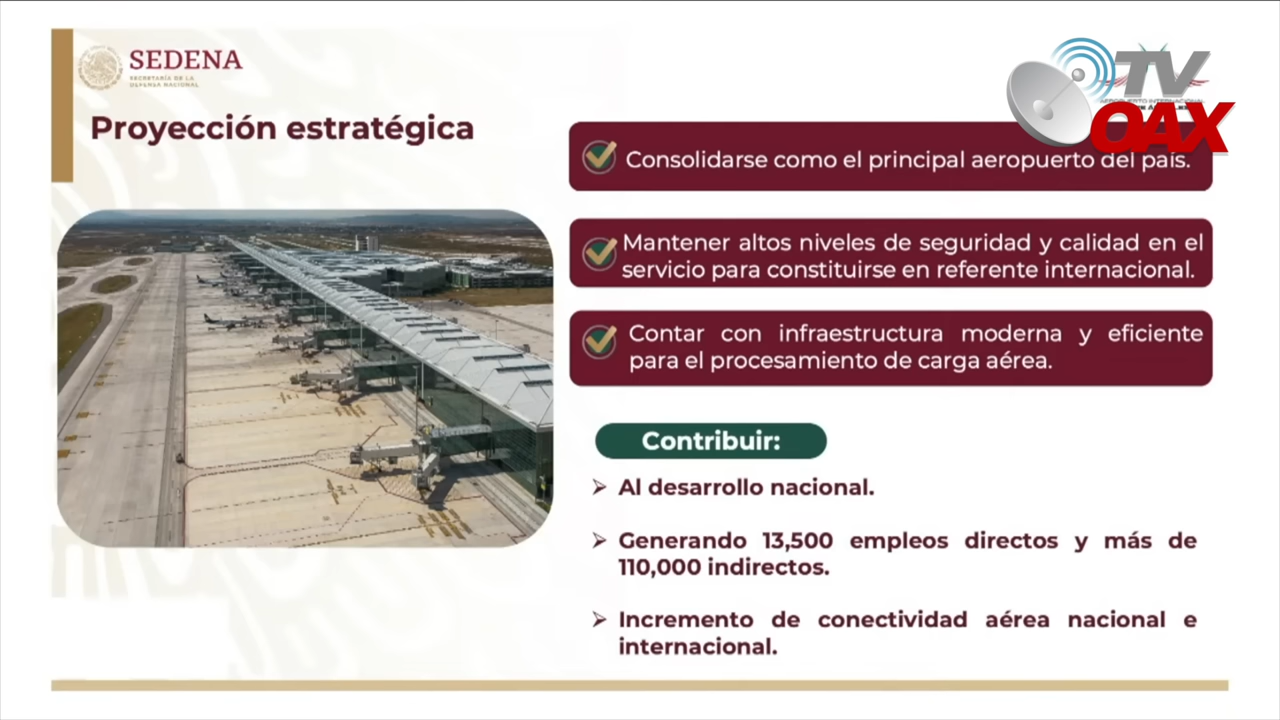 SEDENA
SECRETARÍA DE LA
DEFENSA NACIONAL
Proyección estratégica
TV
OAX
AEROPUERTO INTERNACIONAL
Consolidarse como el principal aeropuerto del país.
Mantener altos niveles de seguridad y calidad en el
servicio para constituirse en referente internacional.
Contar con infraestructura moderna y eficiente
para el procesamiento de carga aérea.
Contribuir:
Al desarrollo nacional.
Generando 13,500 empleos directos y más de
110,000 indirectos.
Incremento de conectividad aérea nacional e
internacional.